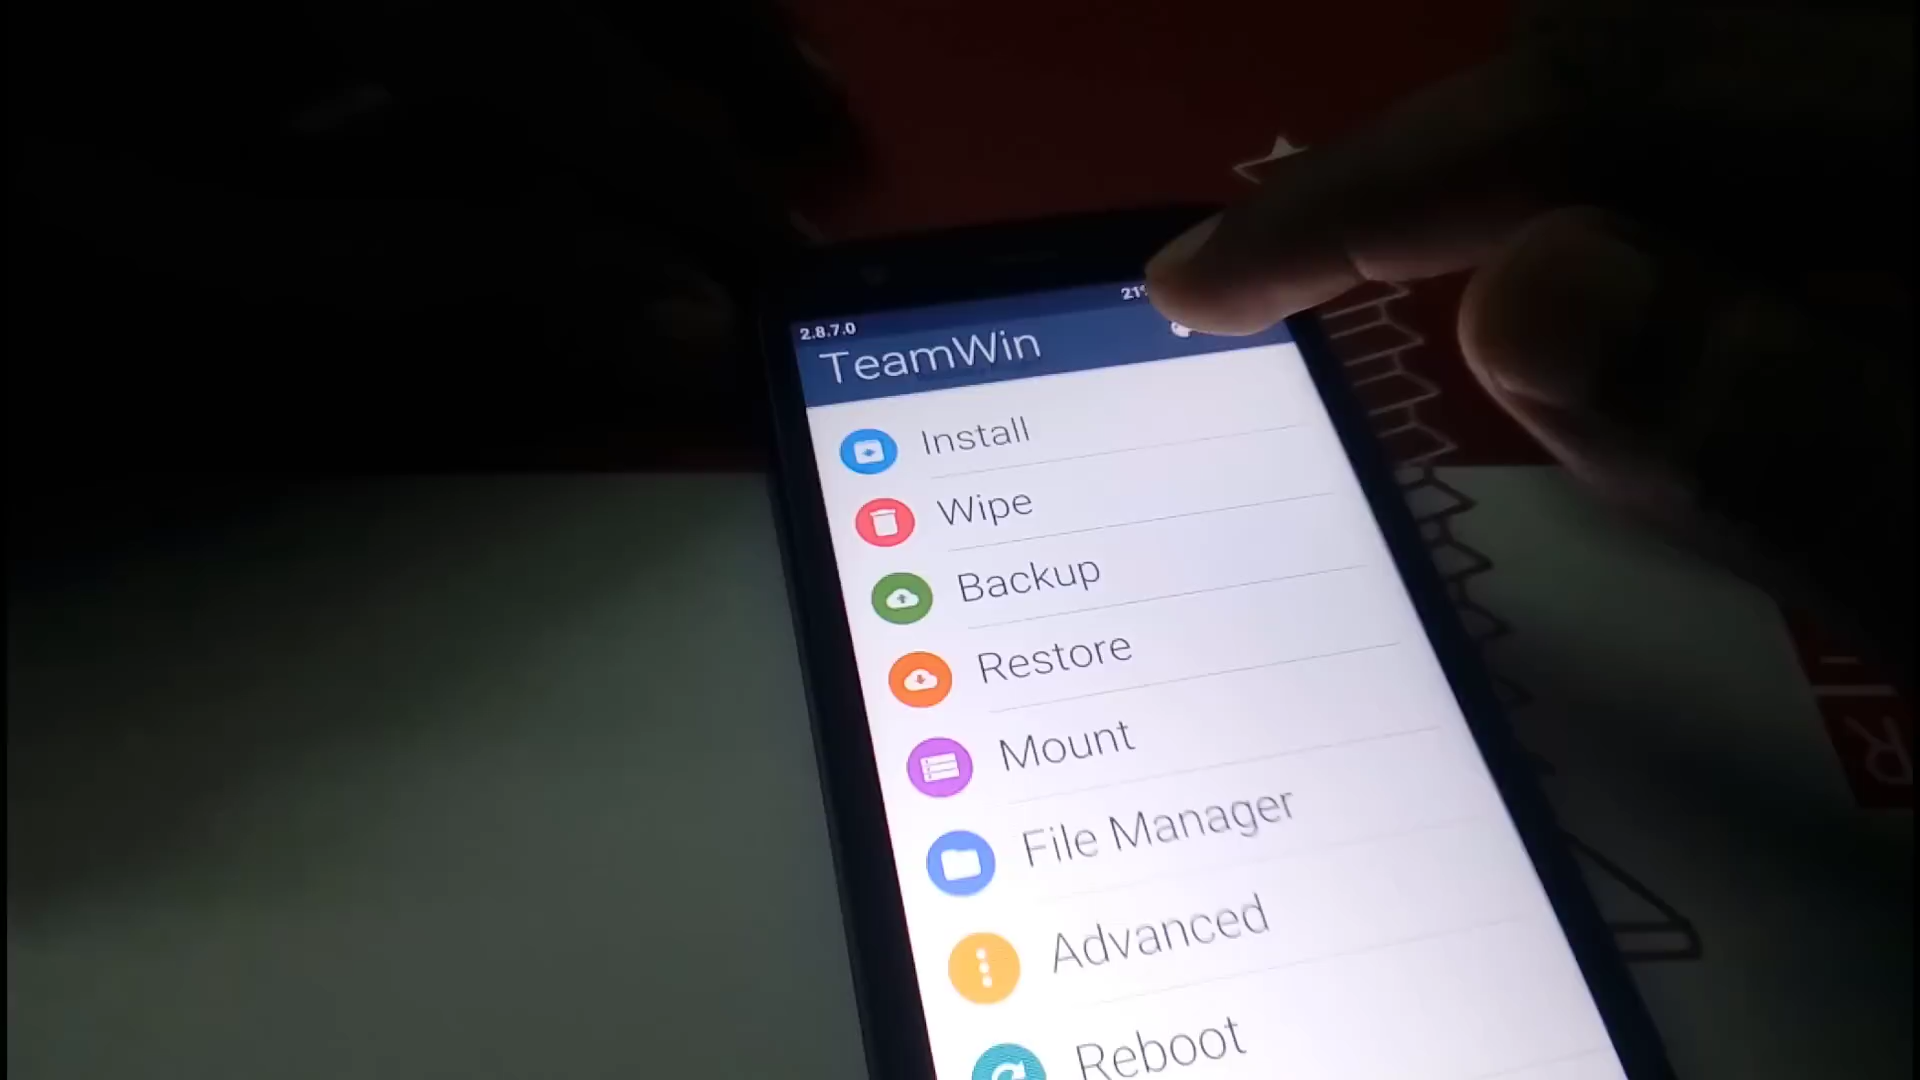 2.8.7.0
TeamWin
Install
Wipe
Backup
Restore
Mount
File Manager
Advanced
Reboot
R